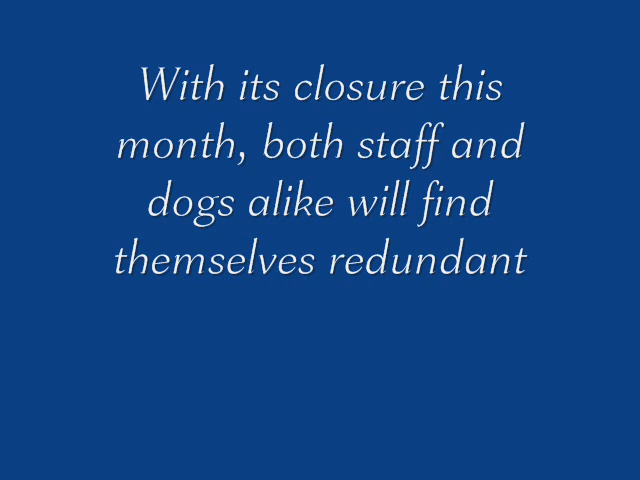 With its closure this
month, both staff and
dogs alike will find
themselves redundant